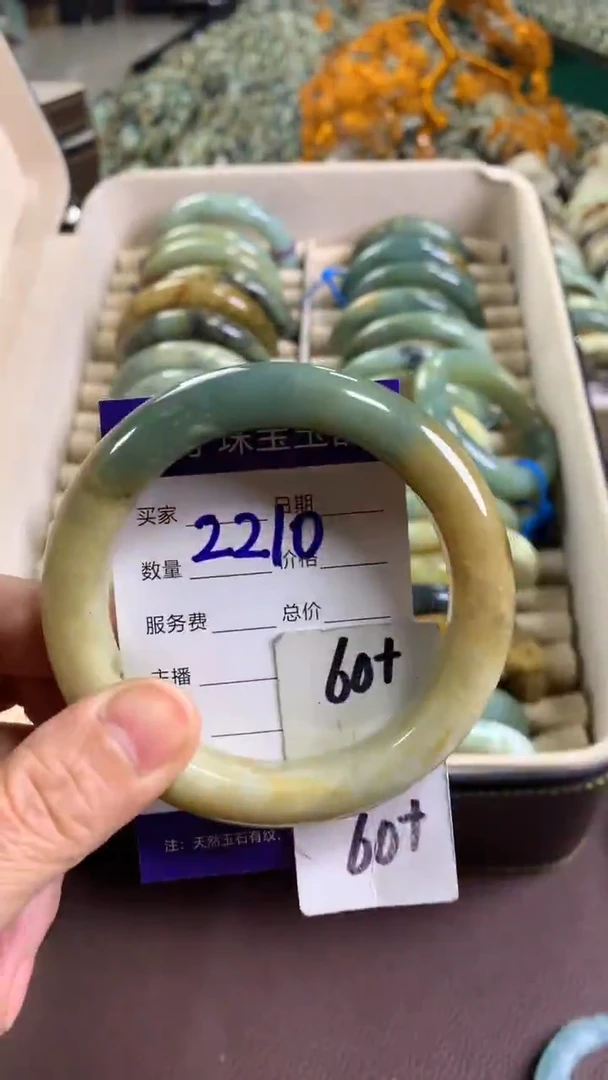 珠宝玉
买家 日期
2210
数量 价格
服务费 总价
主播
60+
60+
注：天然玉石有纹、